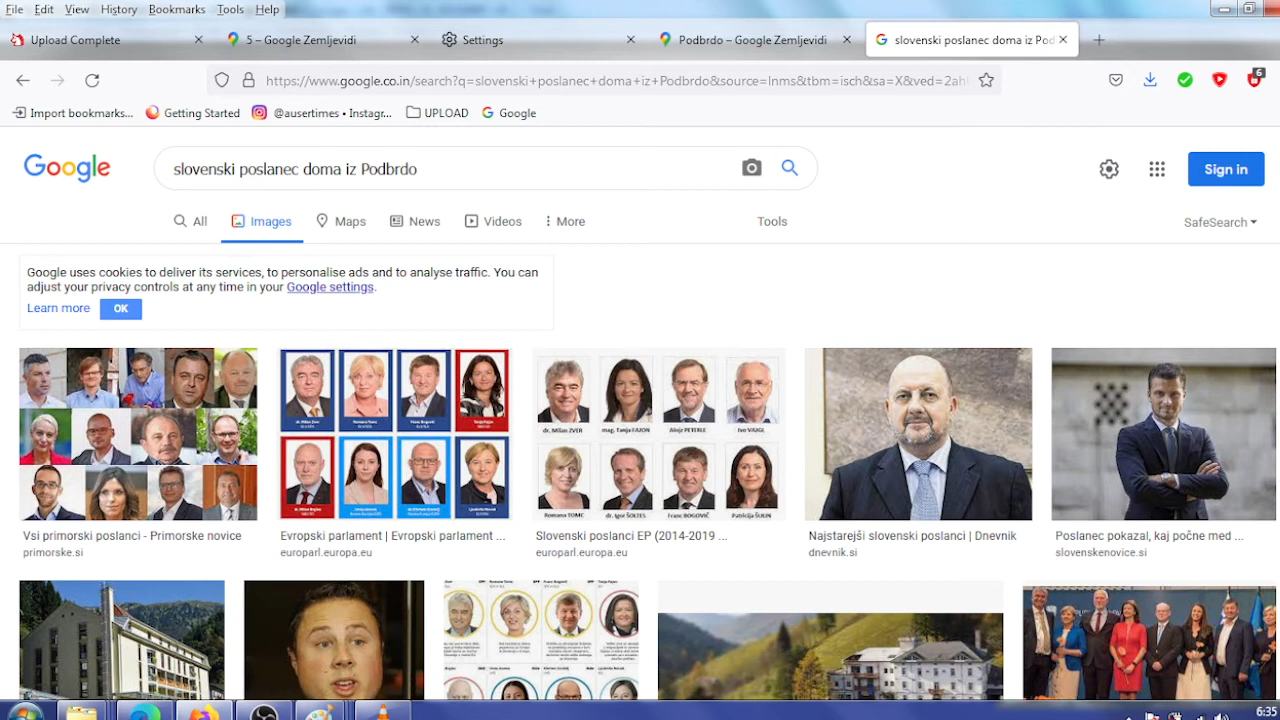 File Edit View History Bookmarks Tools Help
Upload Complete
5 – Google Zemljevidi
Settings
Podbrdo – Google Zemljevidi
slovenski poslanec doma iz Pod
https://www.google.co.in/search?q=slovenski+poslanec+doma+iz+Podbrdo&source=lnms&tbm=isch&sa=X&ved=2ah
6
Import bookmarks...
Getting Started
@ausertimes • Instagr...
UPLOAD
Google
Google
slovenski poslanec doma iz Podbrdo
Sign in
All
Images
Maps
News
Videos
More
Tools
SafeSearch
Google uses cookies to deliver its services, to personalise ads and to analyse traffic. You can
adjust your privacy controls at any time in your Google settings.
Learn more
OK
dr. Milan ZVER
mag. Tanja FAJON
Alojz PETERLE
Ivo VAJGL
Romana TOMC
dr. Igor ŠOLTES
Franc BOGOVIČ
Patricija ŠULIN
Vsi primorski poslanci - Primorske novice
primorske.si
Evropski parlament | Evropski parlament ...
europarl.europa.eu
Slovenski poslanci EP (2014-2019 ...
europarl.europa.eu
Najstarejši slovenski poslanci | Dnevnik
dnevnik.si
Poslanec pokazal, kaj počne med ...
slovenskenovice.si
6:35